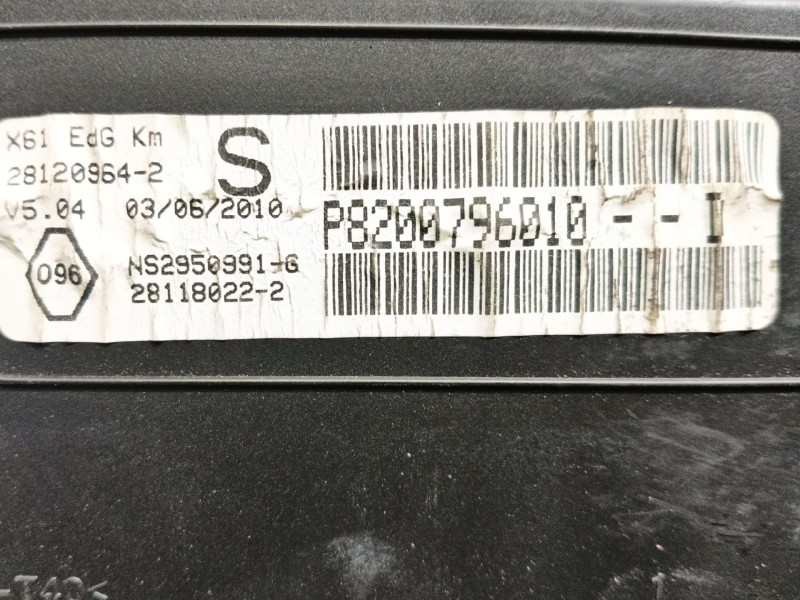 X61 EdG Km
28120964-2
V5.04 03/06/2010
S
096
NS2950991-G
28118022-2
P8200796010--I